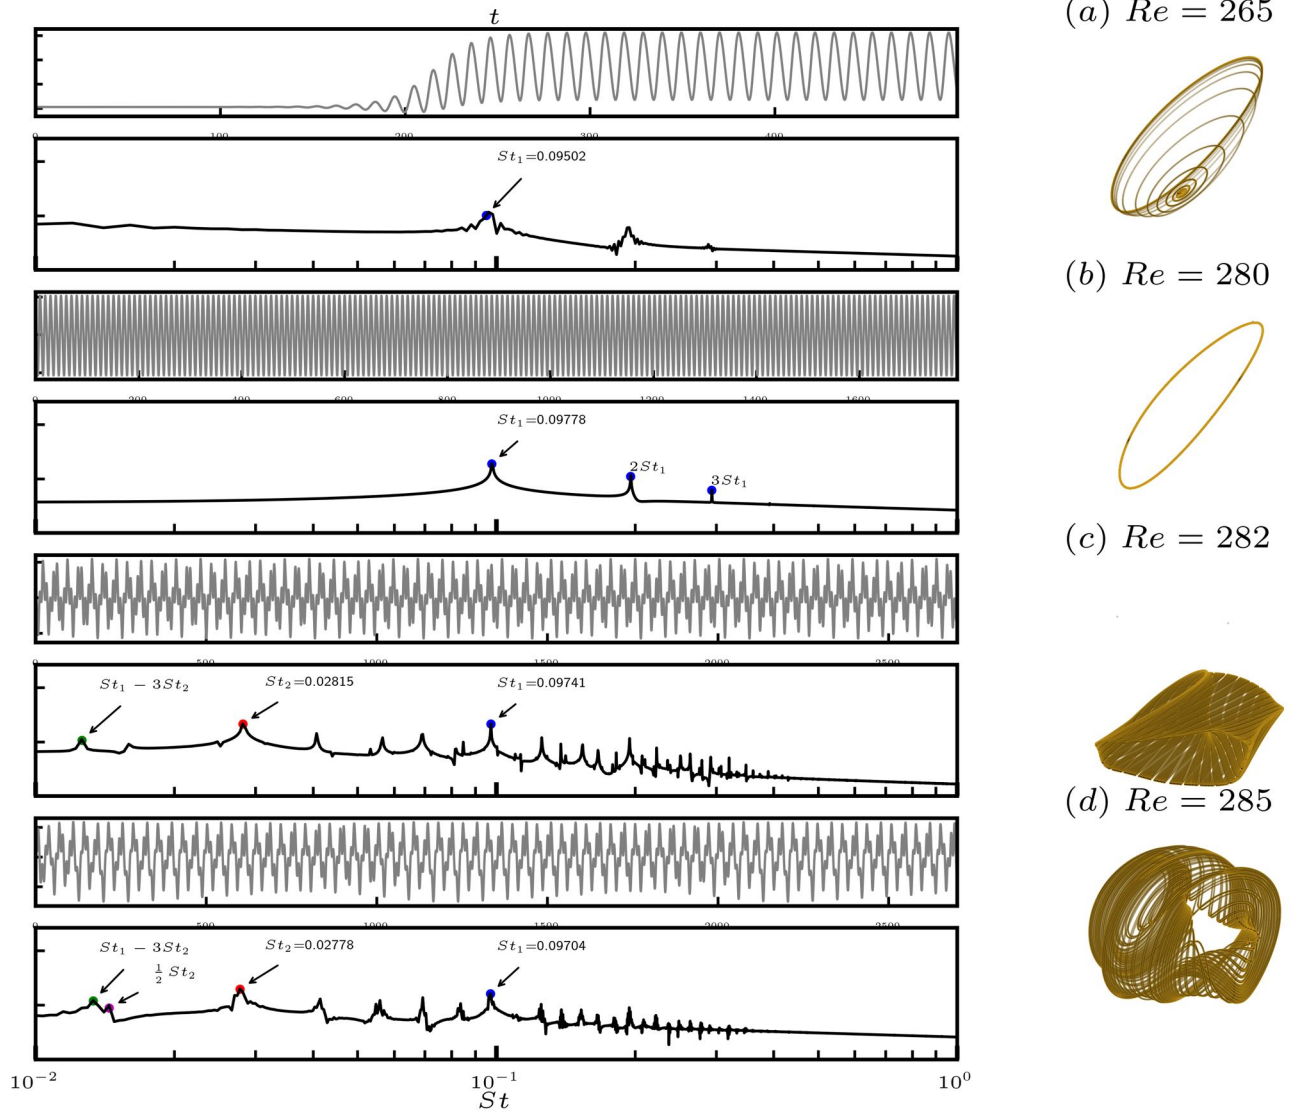 t
(a) Re = 265
0 100 200 300 400
St₁=0.09502
(b) Re = 280
0 200 400 600 800 1000 1200 1400 1600
St₁=0.09778
2St₁
3St₁
(c) Re = 282
0 500 1000 1500 2000 2500
St₁ − 3St₂
St₂=0.02815
St₁=0.09741
(d) Re = 285
0 500 1000 1500 2000 2500
St₁ − 3St₂
½ St₂
St₂=0.02778
St₁=0.09704
10⁻² 10⁻¹ 10⁰
St